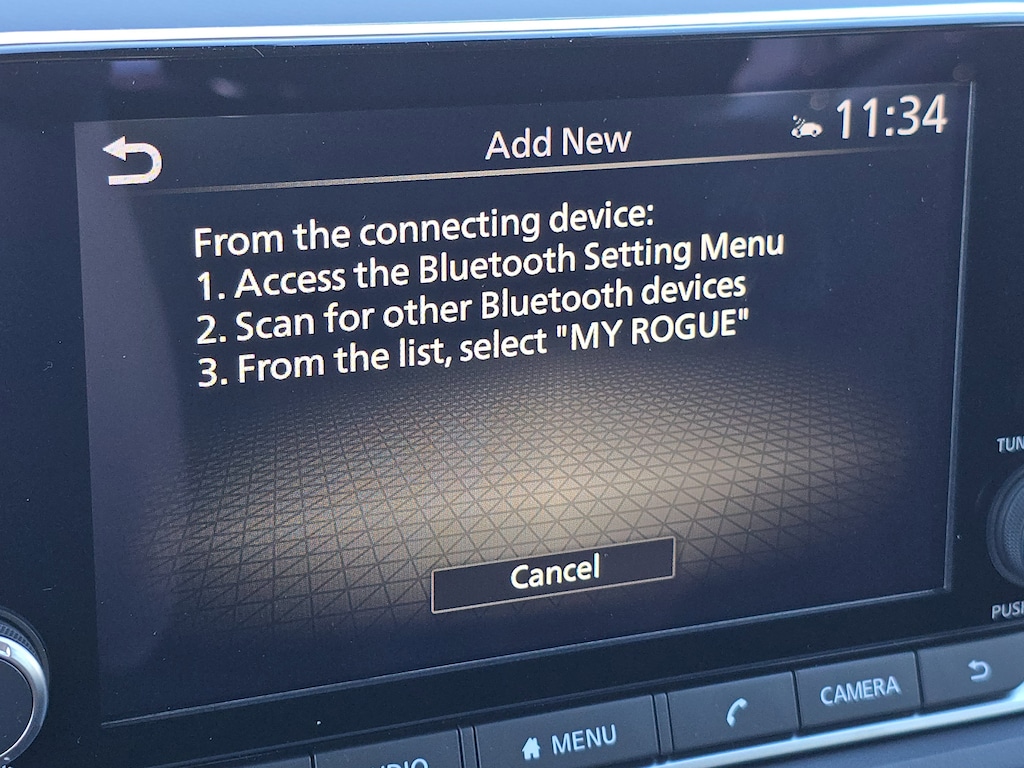 Add New
11:34
From the connecting device:
1. Access the Bluetooth Setting Menu
2. Scan for other Bluetooth devices
3. From the list, select "MY ROGUE"
Cancel
MENU
CAMERA